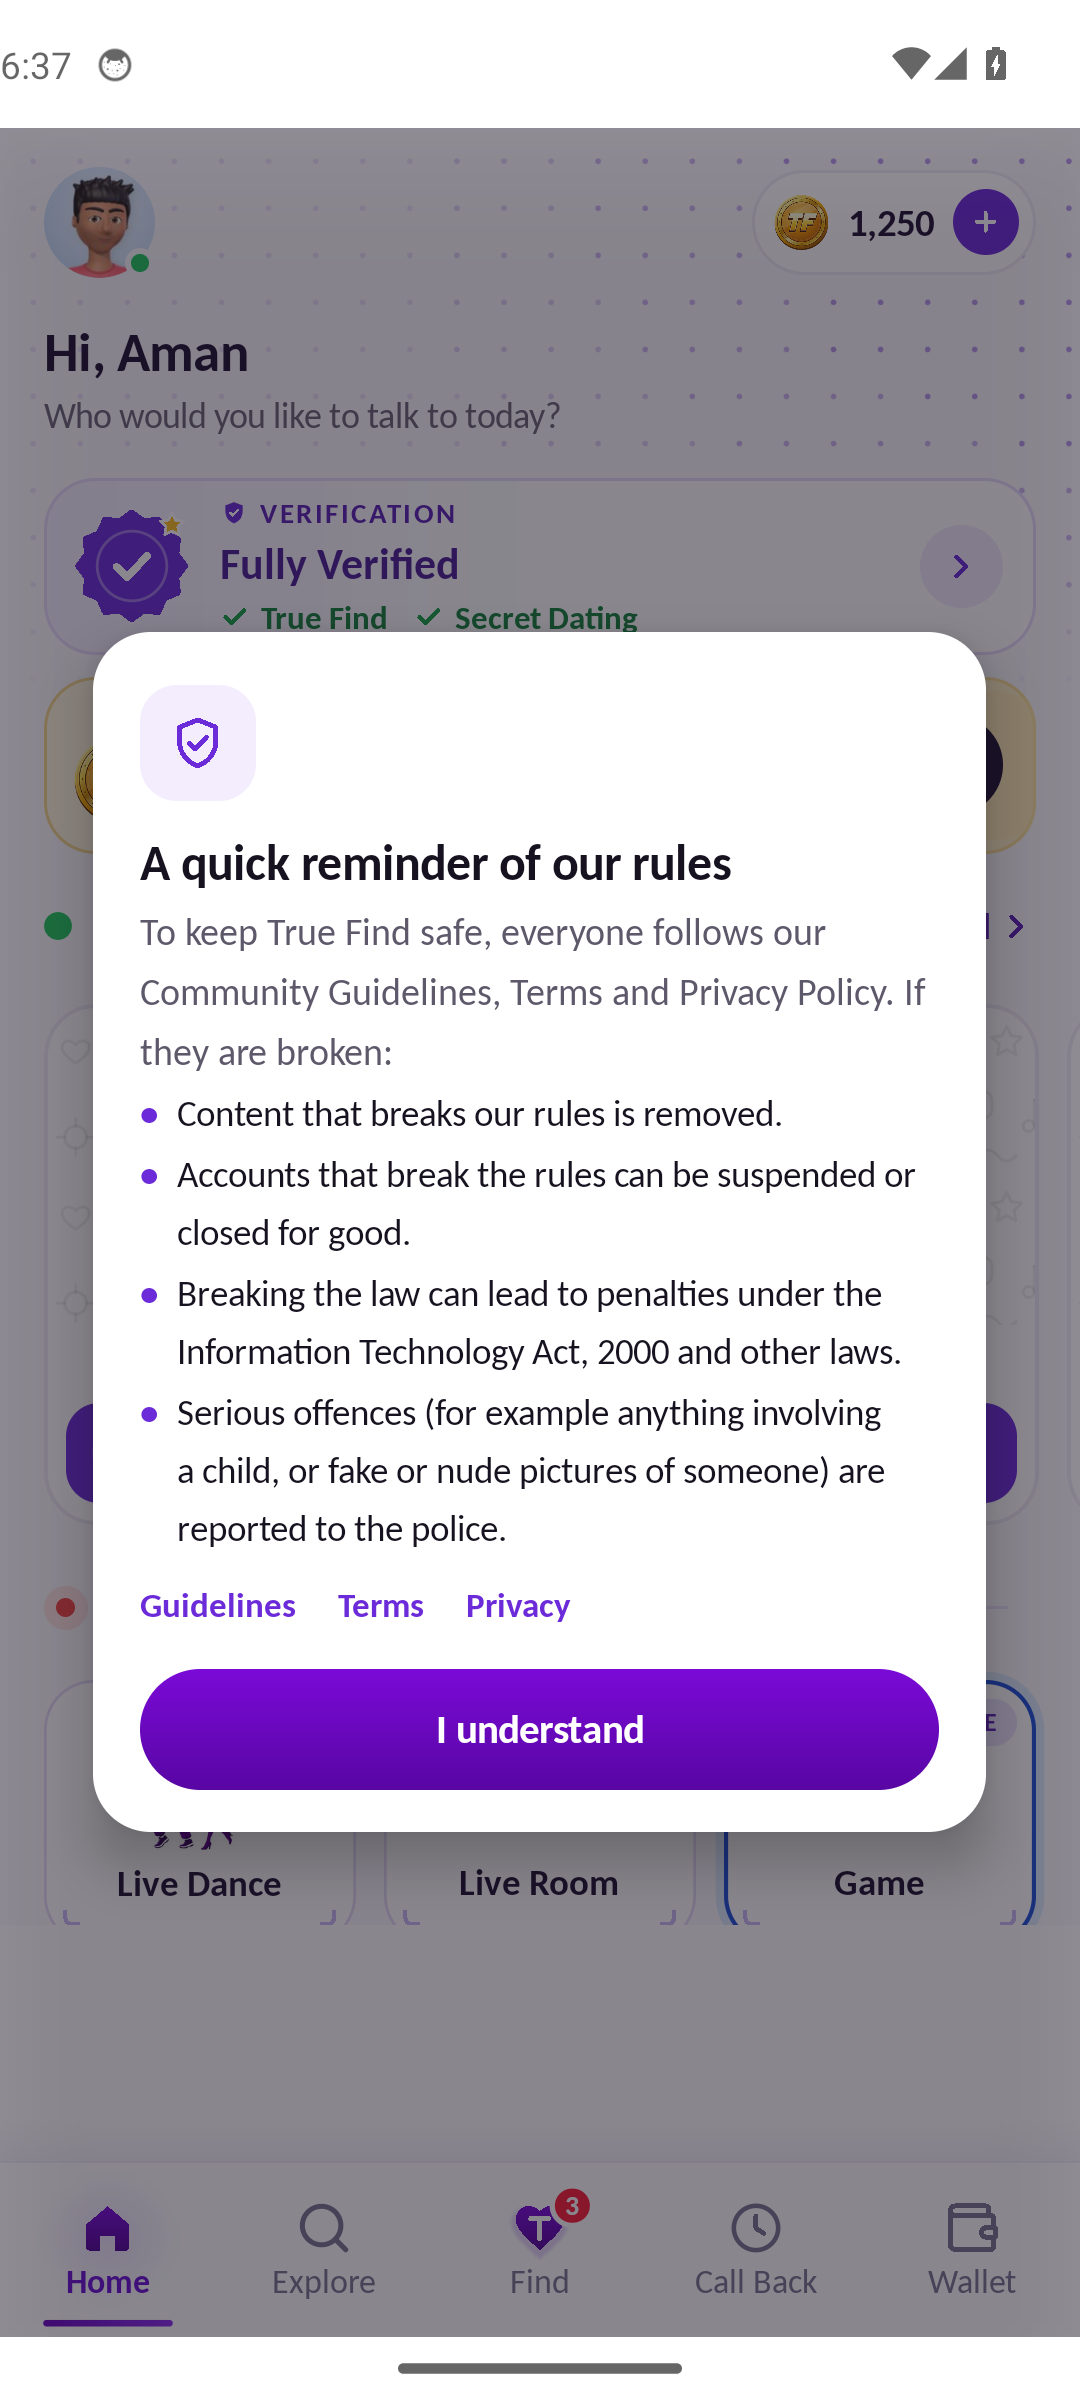 6:37
TF
1,250
Hi, Aman
Who would you like to talk to today?
VERIFICATION
Fully Verified
True Find Secret Dating
A quick reminder of our rules
To keep True Find safe, everyone follows our
Community Guidelines, Terms and Privacy Policy. If
they are broken:
Content that breaks our rules is removed.
Accounts that break the rules can be suspended or
closed for good.
Breaking the law can lead to penalties under the
Information Technology Act, 2000 and other laws.
Serious offences (for example anything involving
a child, or fake or nude pictures of someone) are
reported to the police.
Guidelines Terms Privacy
I understand
Live Dance Live Room Game
T 3
Home Explore Find Call Back Wallet